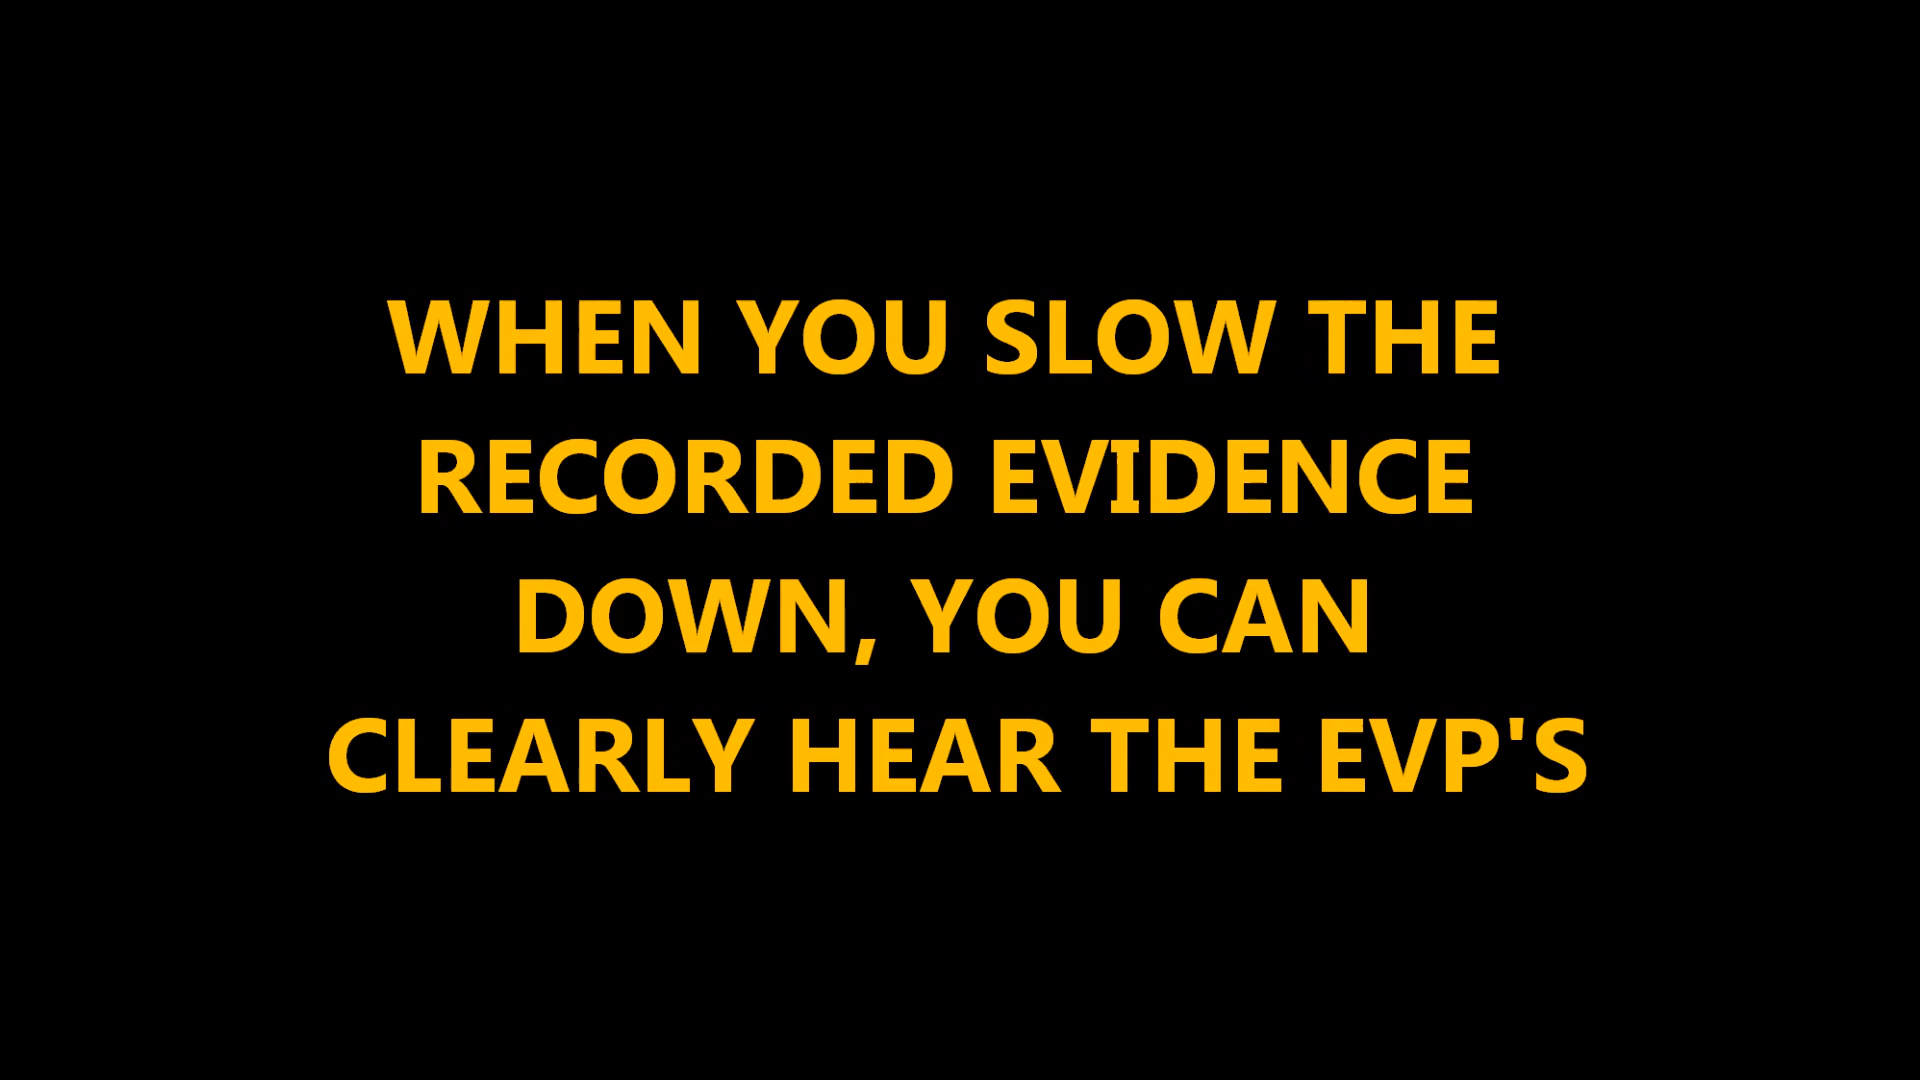 WHEN YOU SLOW THE
RECORDED EVIDENCE
DOWN, YOU CAN
CLEARLY HEAR THE EVP'S